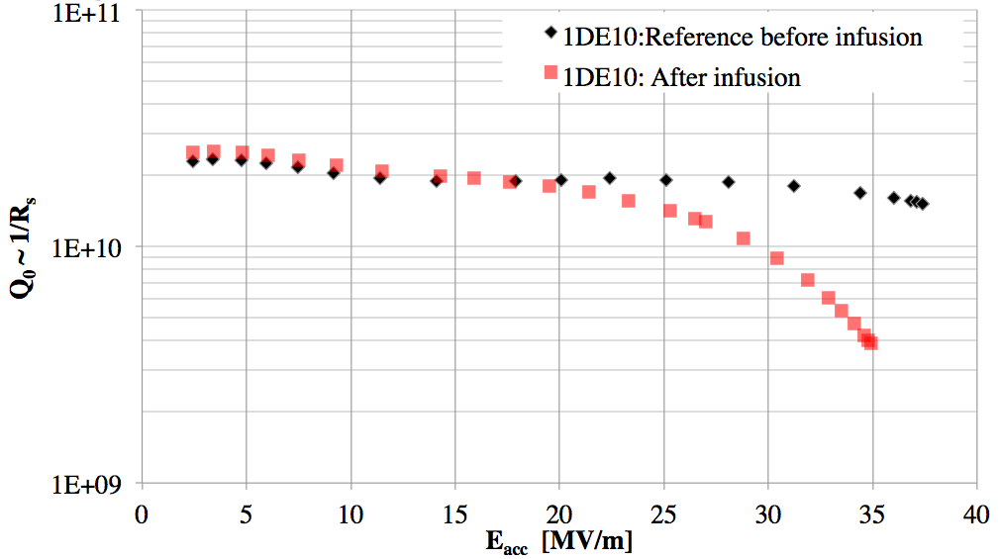 1E+11
1DE10:Reference before infusion
1DE10: After infusion
Q0 ~ 1/Rs
1E+10
1E+09
0 5 10 15 20 25 30 35 40
Eacc [MV/m]